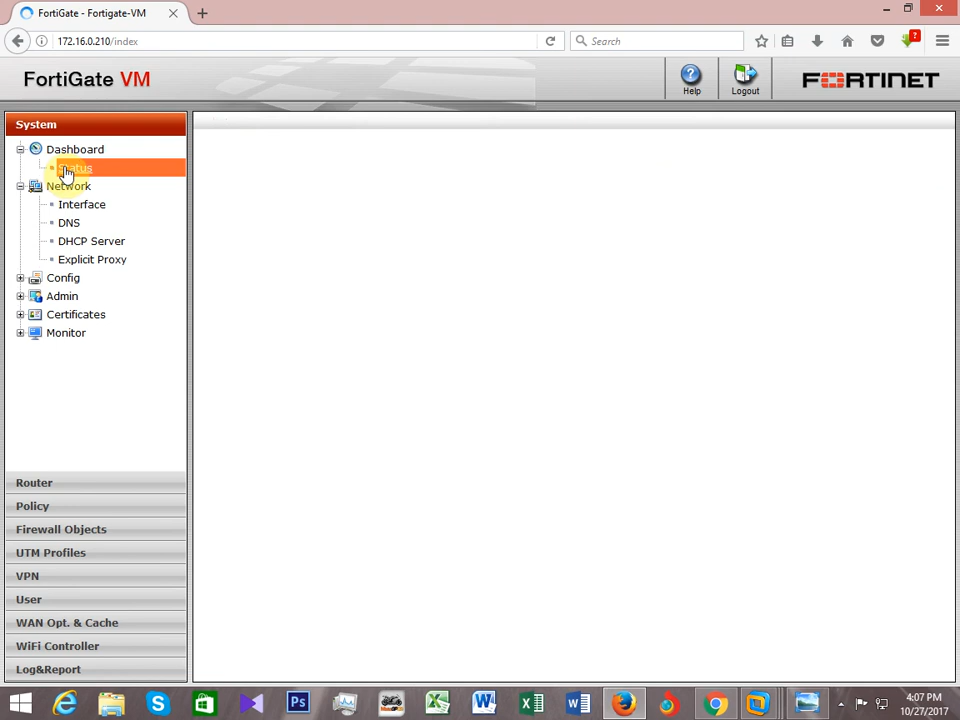 FortiGate - Fortigate-VM
172.16.0.210/index
Search
?
FortiGate VM
Help
Logout
FORTINET
System
Dashboard
Status
Network
Interface
DNS
DHCP Server
Explicit Proxy
Config
Admin
Certificates
Monitor
Router
Policy
Firewall Objects
UTM Profiles
VPN
User
WAN Opt. & Cache
WiFi Controller
Log&Report
Ps
4:07 PM
10/27/2017